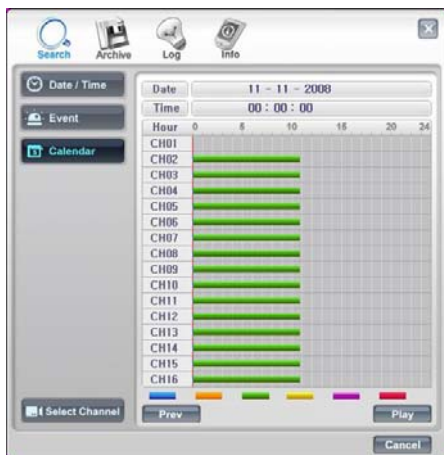 Search Archive Log Info
Date / Time
Event
Calendar
Date 11 - 11 - 2008
Time 00 : 00 : 00
Hour 0 5 10 15 20 24
CH01
CH02
CH03
CH04
CH05
CH06
CH07
CH08
CH09
CH10
CH11
CH12
CH13
CH14
CH15
CH16
Select Channel
Prev Play
Cancel